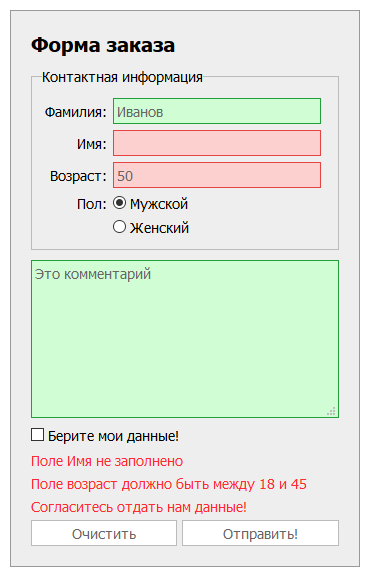 Форма заказа
Контактная информация
Фамилия: Иванов
Имя:
Возраст: 50
Пол: Мужской
Женский
Это комментарий
Берите мои данные!
Поле Имя не заполнено
Поле возраст должно быть между 18 и 45
Согласитесь отдать нам данные!
Очистить Отправить!